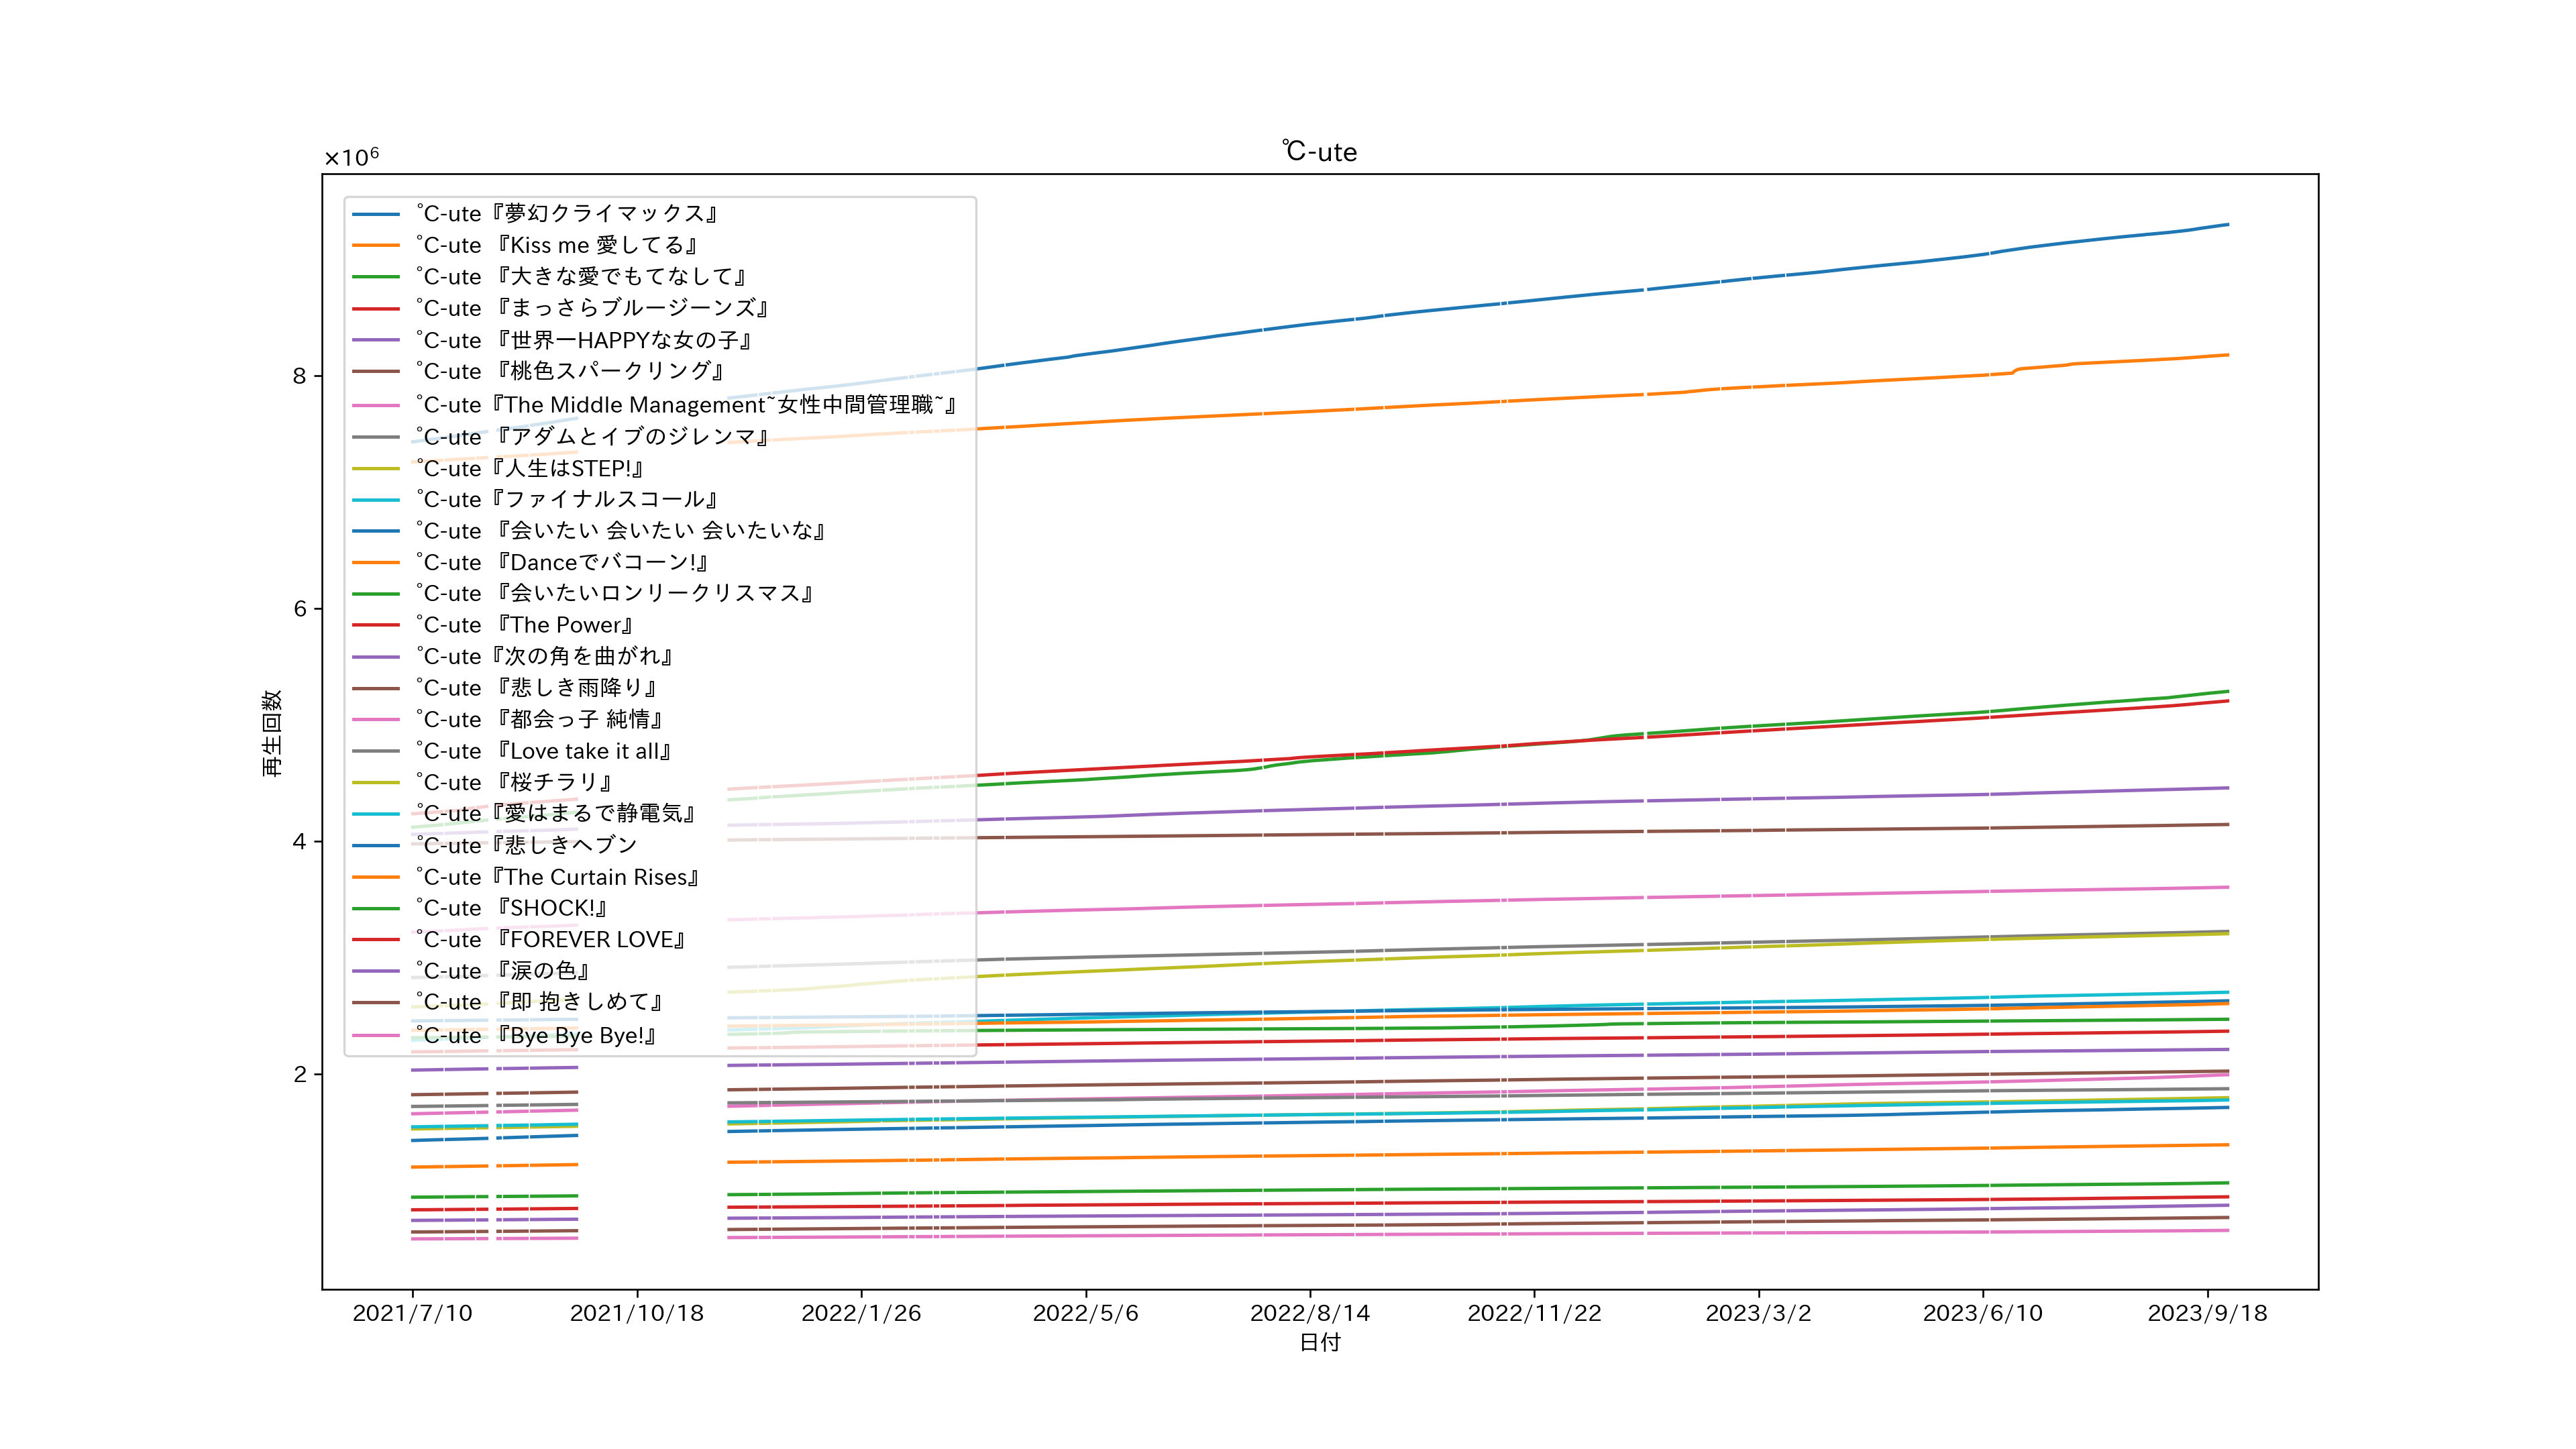 ℃-ute
×10⁶
℃-ute『夢幻クライマックス』
℃-ute 『Kiss me 愛してる』
℃-ute 『大きな愛でもてなして』
℃-ute 『まっさらブルージーンズ』
℃-ute 『世界一HAPPYな女の子』
℃-ute 『桃色スパークリング』
℃-ute『The Middle Management~女性中間管理職~』
℃-ute 『アダムとイブのジレンマ』
℃-ute『人生はSTEP!』
℃-ute『ファイナルスコール』
℃-ute 『会いたい 会いたい 会いたいな』
℃-ute 『Danceでバコーン!』
℃-ute 『会いたいロンリークリスマス』
℃-ute 『The Power』
℃-ute『次の角を曲がれ』
℃-ute 『悲しき雨降り』
℃-ute 『都会っ子 純情』
℃-ute 『Love take it all』
℃-ute 『桜チラリ』
℃-ute『愛はまるで静電気』
℃-ute『悲しきヘブン
℃-ute『The Curtain Rises』
℃-ute 『SHOCK!』
℃-ute 『FOREVER LOVE』
℃-ute 『涙の色』
℃-ute 『即 抱きしめて』
℃-ute 『Bye Bye Bye!』
8
6
4
2
再生回数
2021/7/10 2021/10/18 2022/1/26 2022/5/6 2022/8/14 2022/11/22 2023/3/2 2023/6/10 2023/9/18
日付